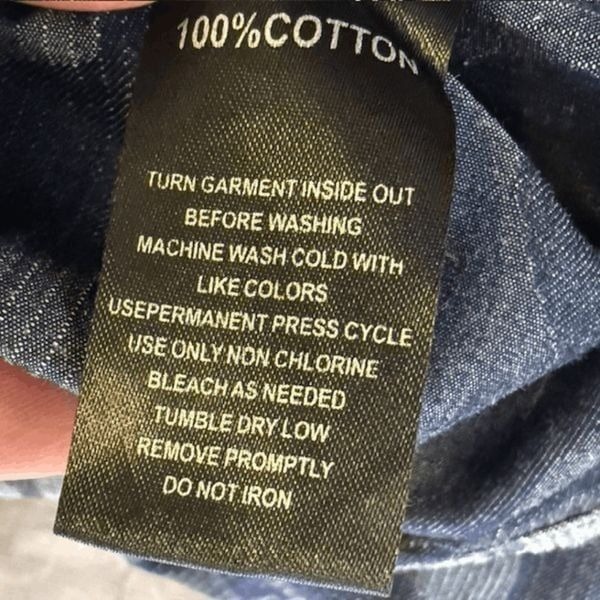 100%COTTON
TURN GARMENT INSIDE OUT
BEFORE WASHING
MACHINE WASH COLD WITH
LIKE COLORS
USEPERMANENT PRESS CYCLE
USE ONLY NON CHLORINE
BLEACH AS NEEDED
TUMBLE DRY LOW
REMOVE PROMPTLY
DO NOT IRON